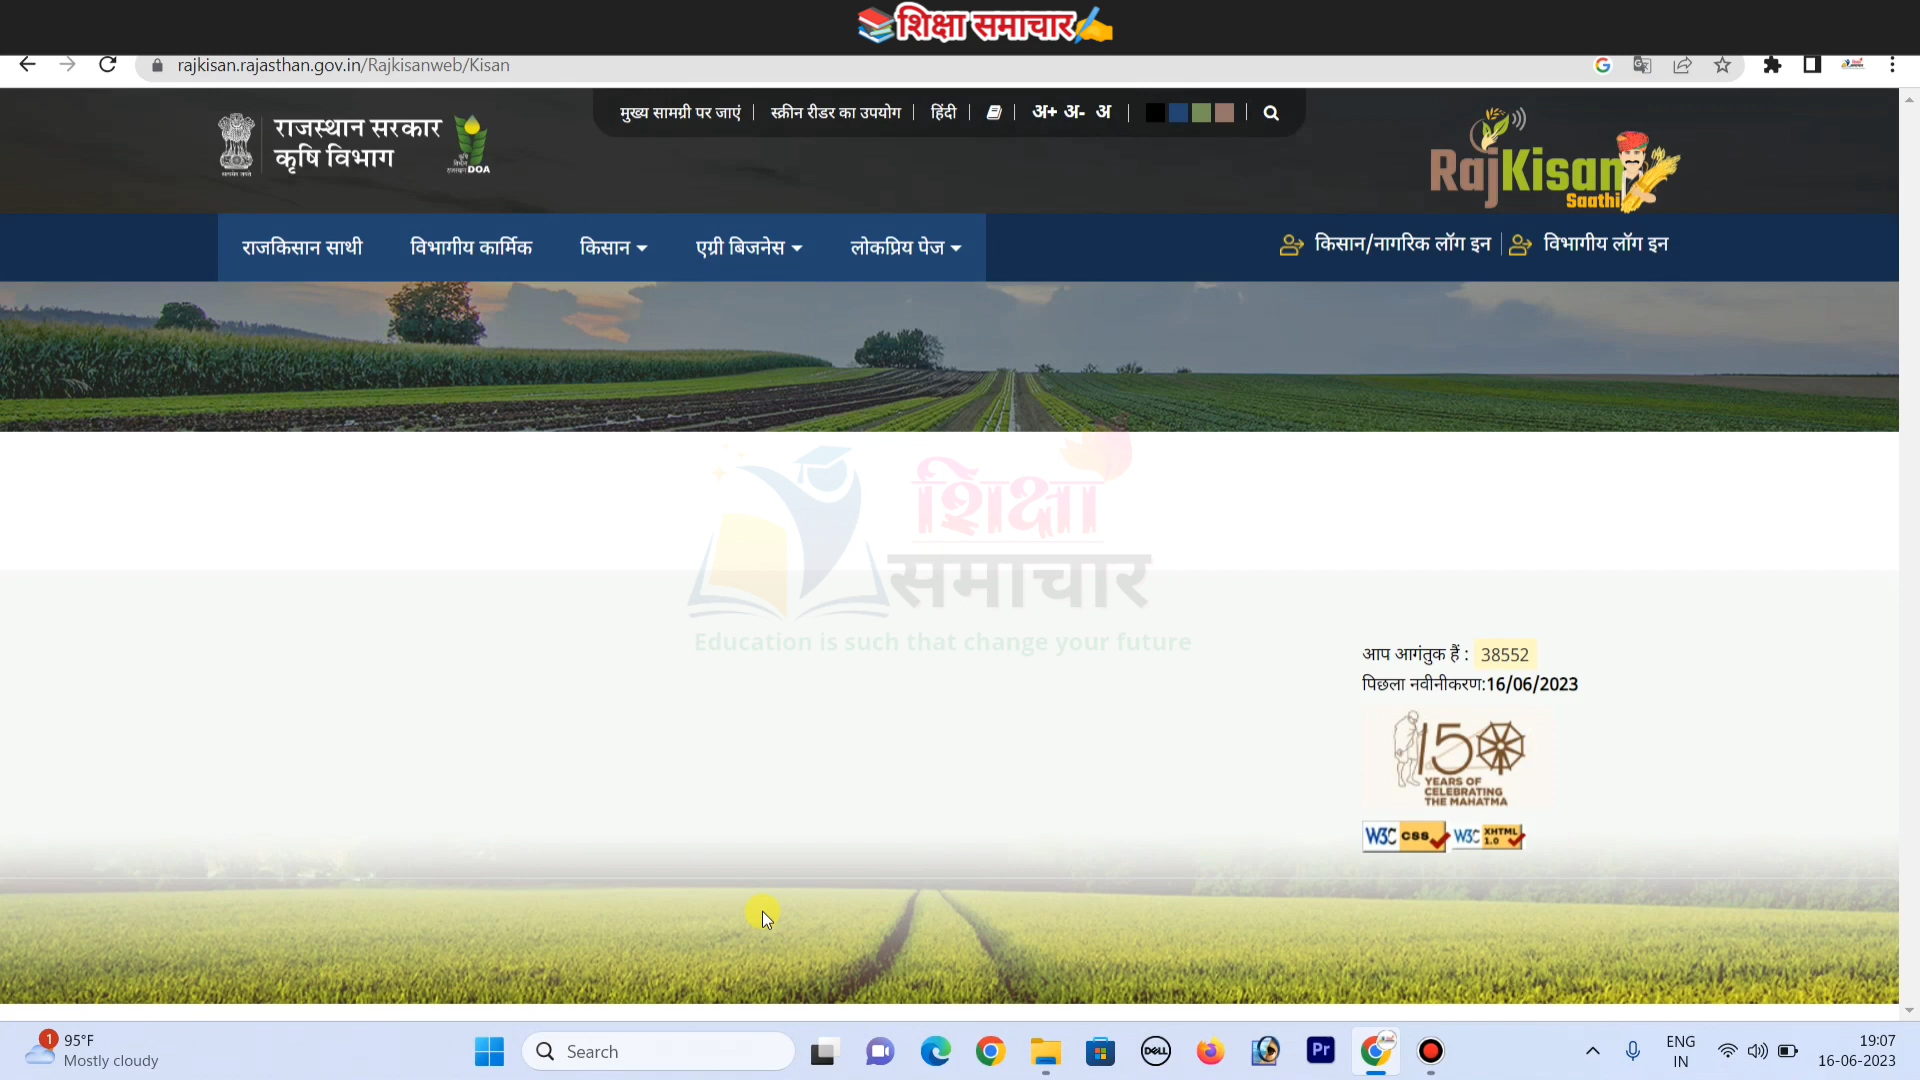 शिक्षा समाचार
rajkisan.rajasthan.gov.in/Rajkisanweb/Kisan
मुख्य सामग्री पर जाएं | स्क्रीन रीडर का उपयोग | हिंदी | अ+ अ- अ
राजस्थान सरकार
कृषि विभाग
DOA
RajKisan
Saathi
राजकिसान साथी विभागीय कार्मिक किसान एग्री बिजनेस लोकप्रिय पेज किसान/नागरिक लॉग इन विभागीय लॉग इन
शिक्षा
समाचार
Education is such that change your future
आप आगंतुक हैं : 38552
पिछला नवीनीकरण:16/06/2023
150
YEARS OF
CELEBRATING
THE MAHATMA
W3C CSS W3C XHTML 1.0
1 95°F
Mostly cloudy
Search
DELL
Pr
ENG
IN
19:07
16-06-2023